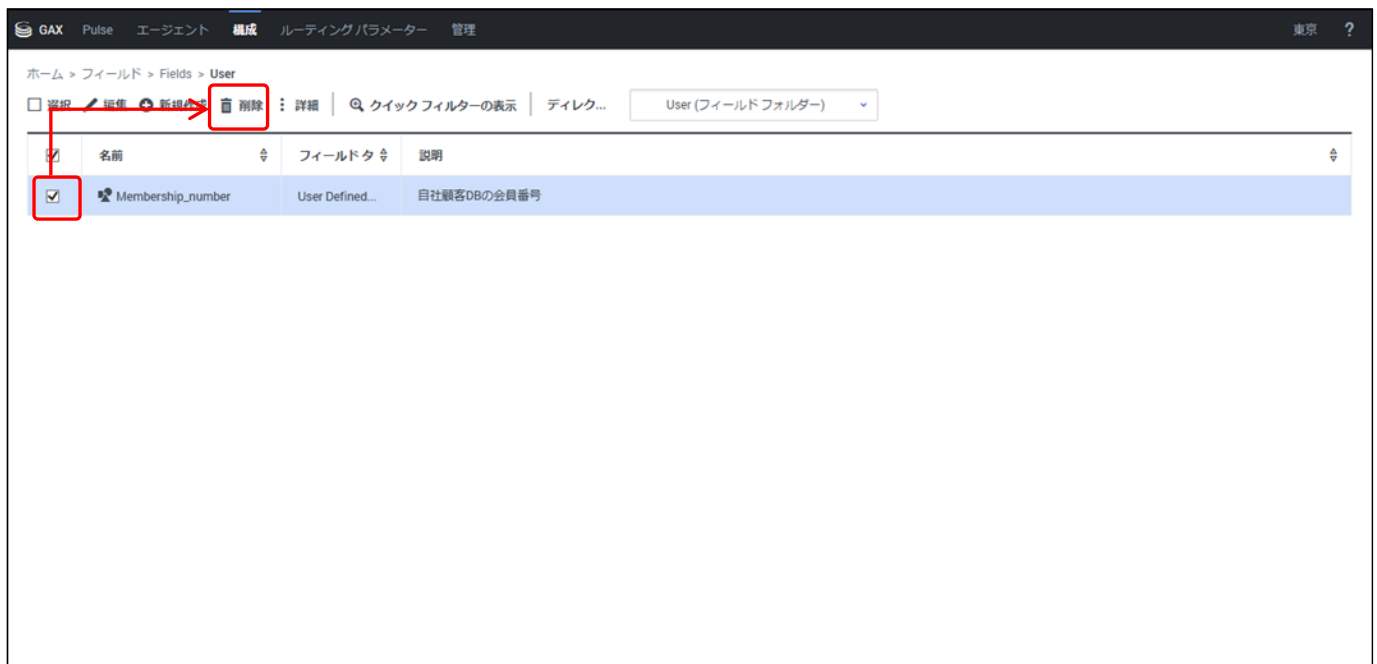 GAX Pulse エージェント 構成 ルーティング パラメーター 管理 東京 ?
ホーム > フィールド > Fields > User
選択 編集 新規作成 削除 詳細 クイック フィルターの表示 ディレク... User (フィールド フォルダー)
名前 フィールド タ 説明
Membership_number User Defined... 自社顧客DBの会員番号